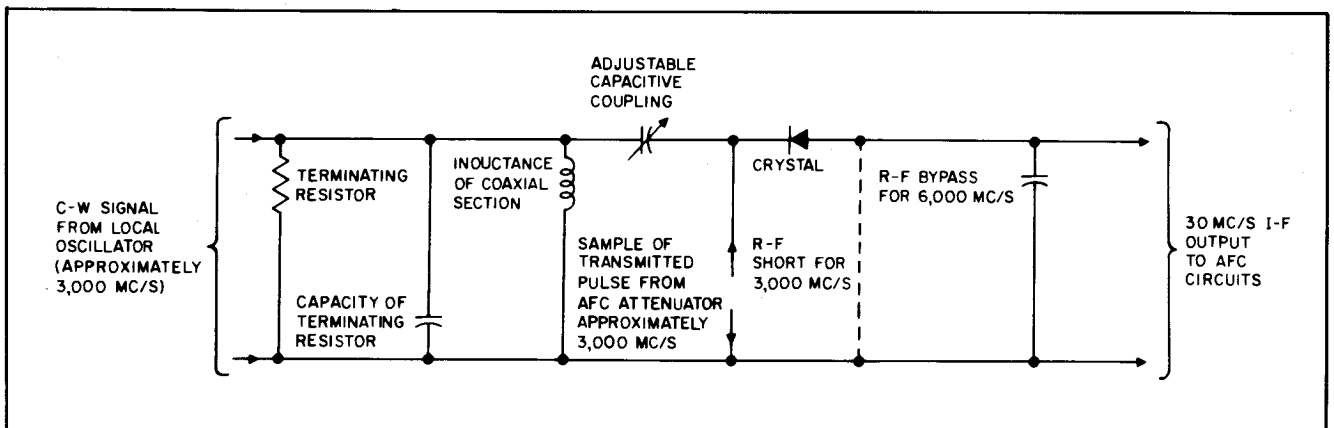 C-W SIGNAL
FROM LOCAL
OSCILLATOR
(APPROXIMATELY
3,000 MC/S)
TERMINATING
RESISTOR
CAPACITY OF
TERMINATING
RESISTOR
INDUCTANCE
OF COAXIAL
SECTION
ADJUSTABLE
CAPACITIVE
COUPLING
SAMPLE OF
TRANSMITTED
PULSE FROM
AFC ATTENUATOR
APPROXIMATELY
3,000 MC/S
CRYSTAL
R-F
SHORT FOR
3,000 MC/S
R-F BYPASS
FOR 6,000 MC/S
30 MC/S I-F
OUTPUT
TO AFC
CIRCUITS